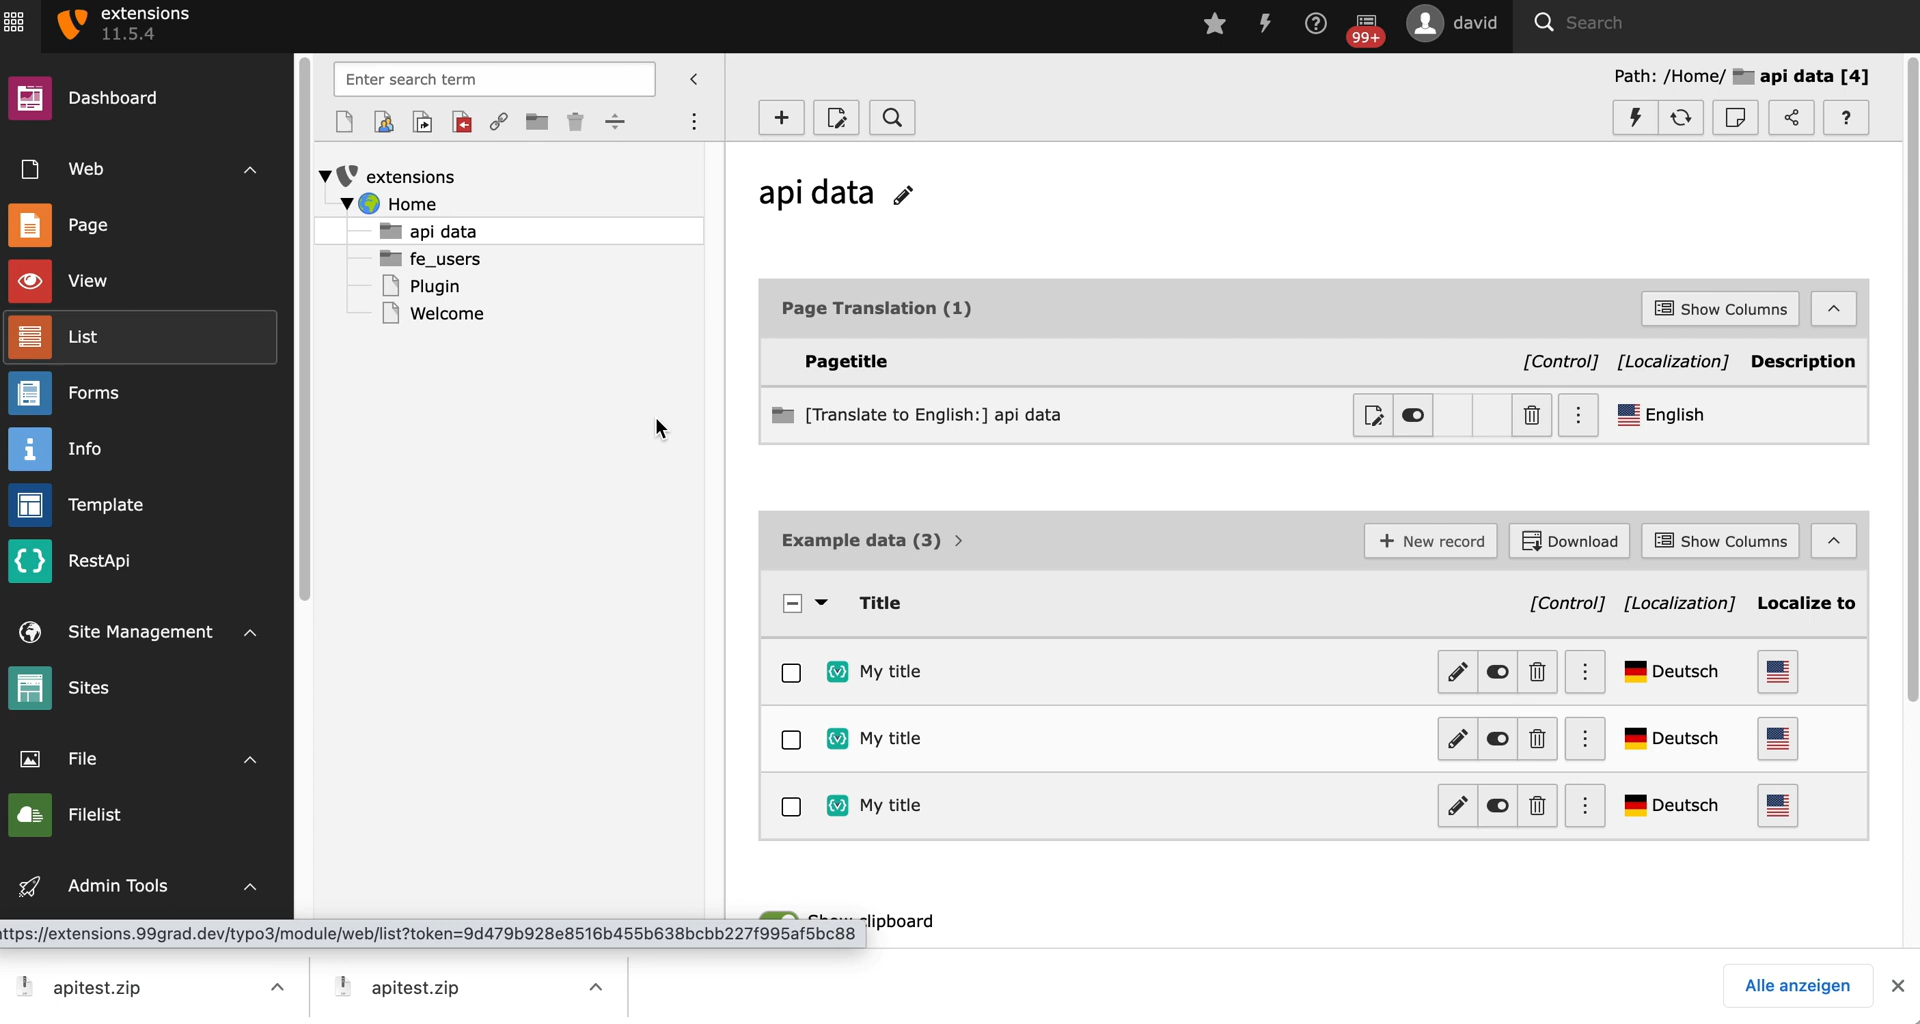 extensions
11.5.4
99+
david
Search
Dashboard
Web
Page
View
List
Forms
Info
Template
RestApi
Site Management
Sites
File
Filelist
Admin Tools
Enter search term
extensions
Home
api data
fe_users
Plugin
Welcome
Path: /Home/ api data [4]
?
api data
Page Translation (1)
Show Columns
Pagetitle [Control] [Localization] Description
[Translate to English:] api data English
Example data (3)
New record Download Show Columns
Title [Control] [Localization] Localize to
My title Deutsch
My title Deutsch
My title Deutsch
Show clipboard
ttps://extensions.99grad.dev/typo3/module/web/list?token=9d479b928e8516b455b638bcbb227f995af5bc88
apitest.zip
apitest.zip
Alle anzeigen